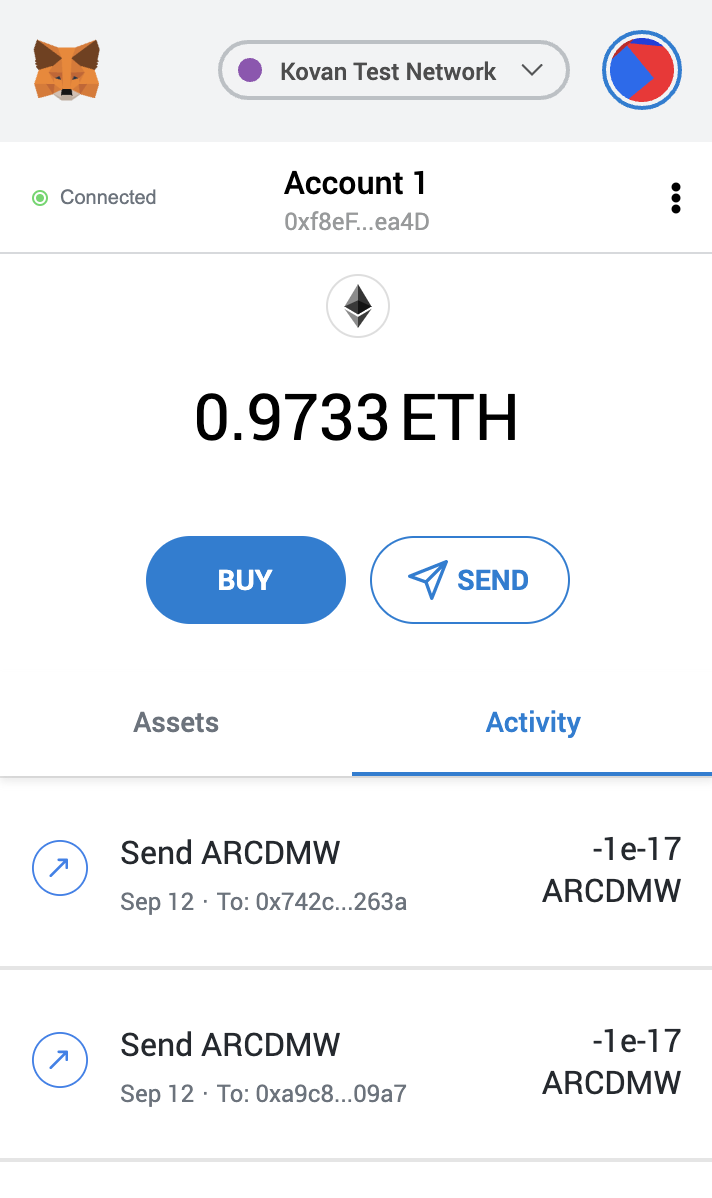 Kovan Test Network
Connected
Account 1
0xf8eF...ea4D
0.9733 ETH
BUY
SEND
Assets
Activity
Send ARCDMW
-1e-17
ARCDMW
Sep 12 · To: 0x742c...263a
Send ARCDMW
-1e-17
ARCDMW
Sep 12 · To: 0xa9c8...09a7